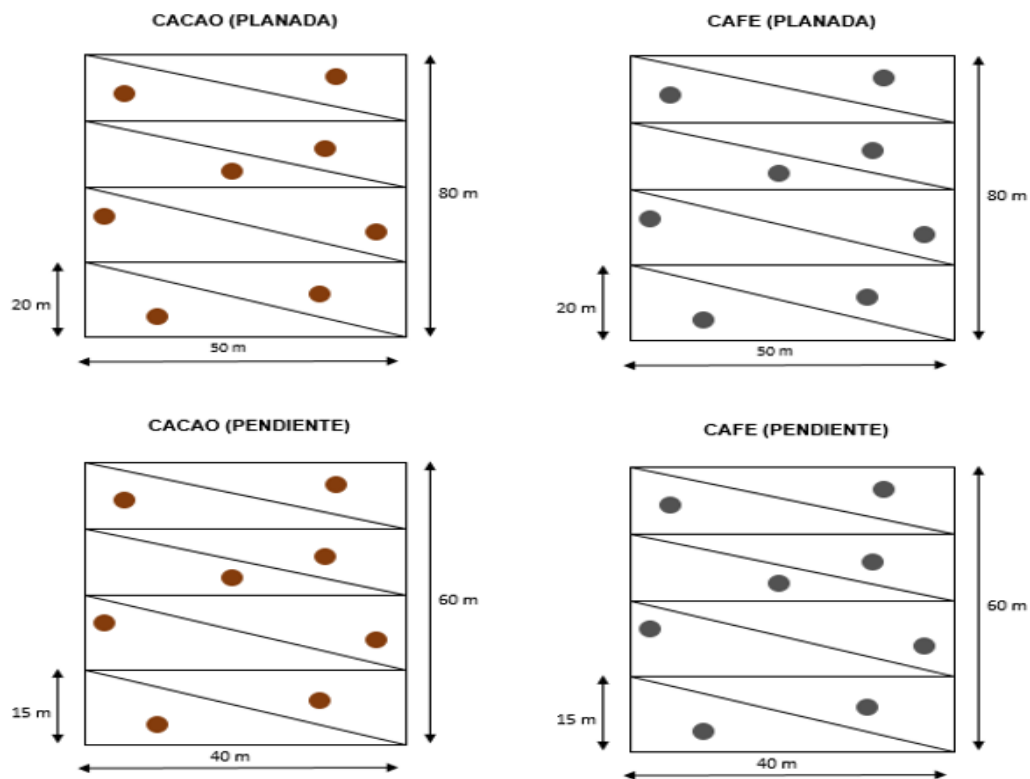 CACAO (PLANADA)
80 m
20 m
50 m
CAFE (PLANADA)
80 m
20 m
50 m
CACAO (PENDIENTE)
60 m
15 m
40 m
CAFE (PENDIENTE)
60 m
15 m
40 m